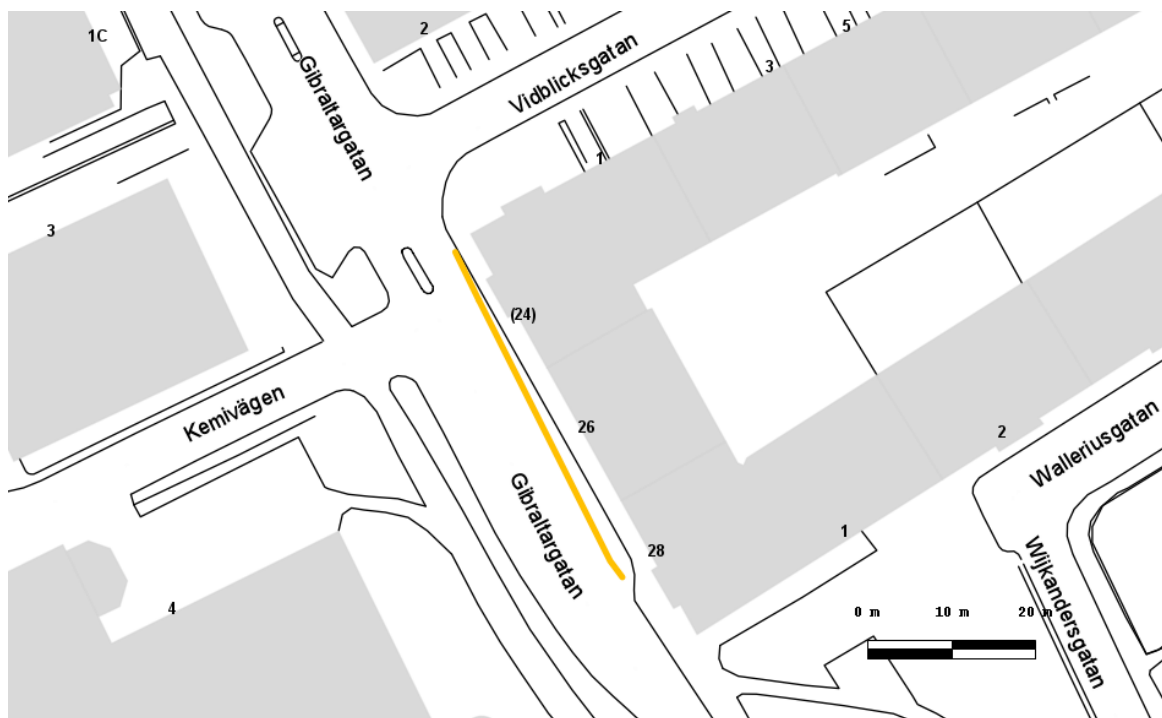 1C
2
5
Gibraltargatan
Vidblicksgatan
3
1
3
(24)
Kemivägen
26
2
Walleriusgatan
Gibraltargatan
1
28
Wijkandersgatan
4
0 m 10 m 20 m